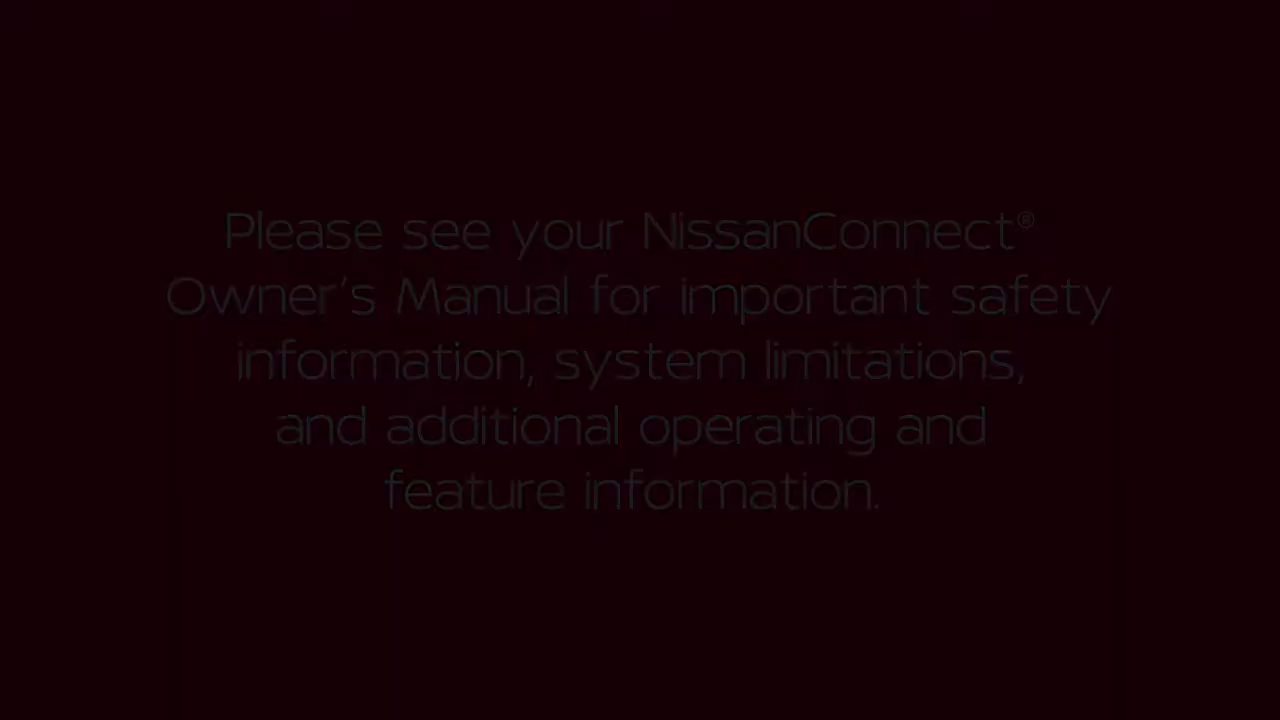 Please see your NissanConnect®
Owner’s Manual for important safety
information, system limitations,
and additional operating and
feature information.